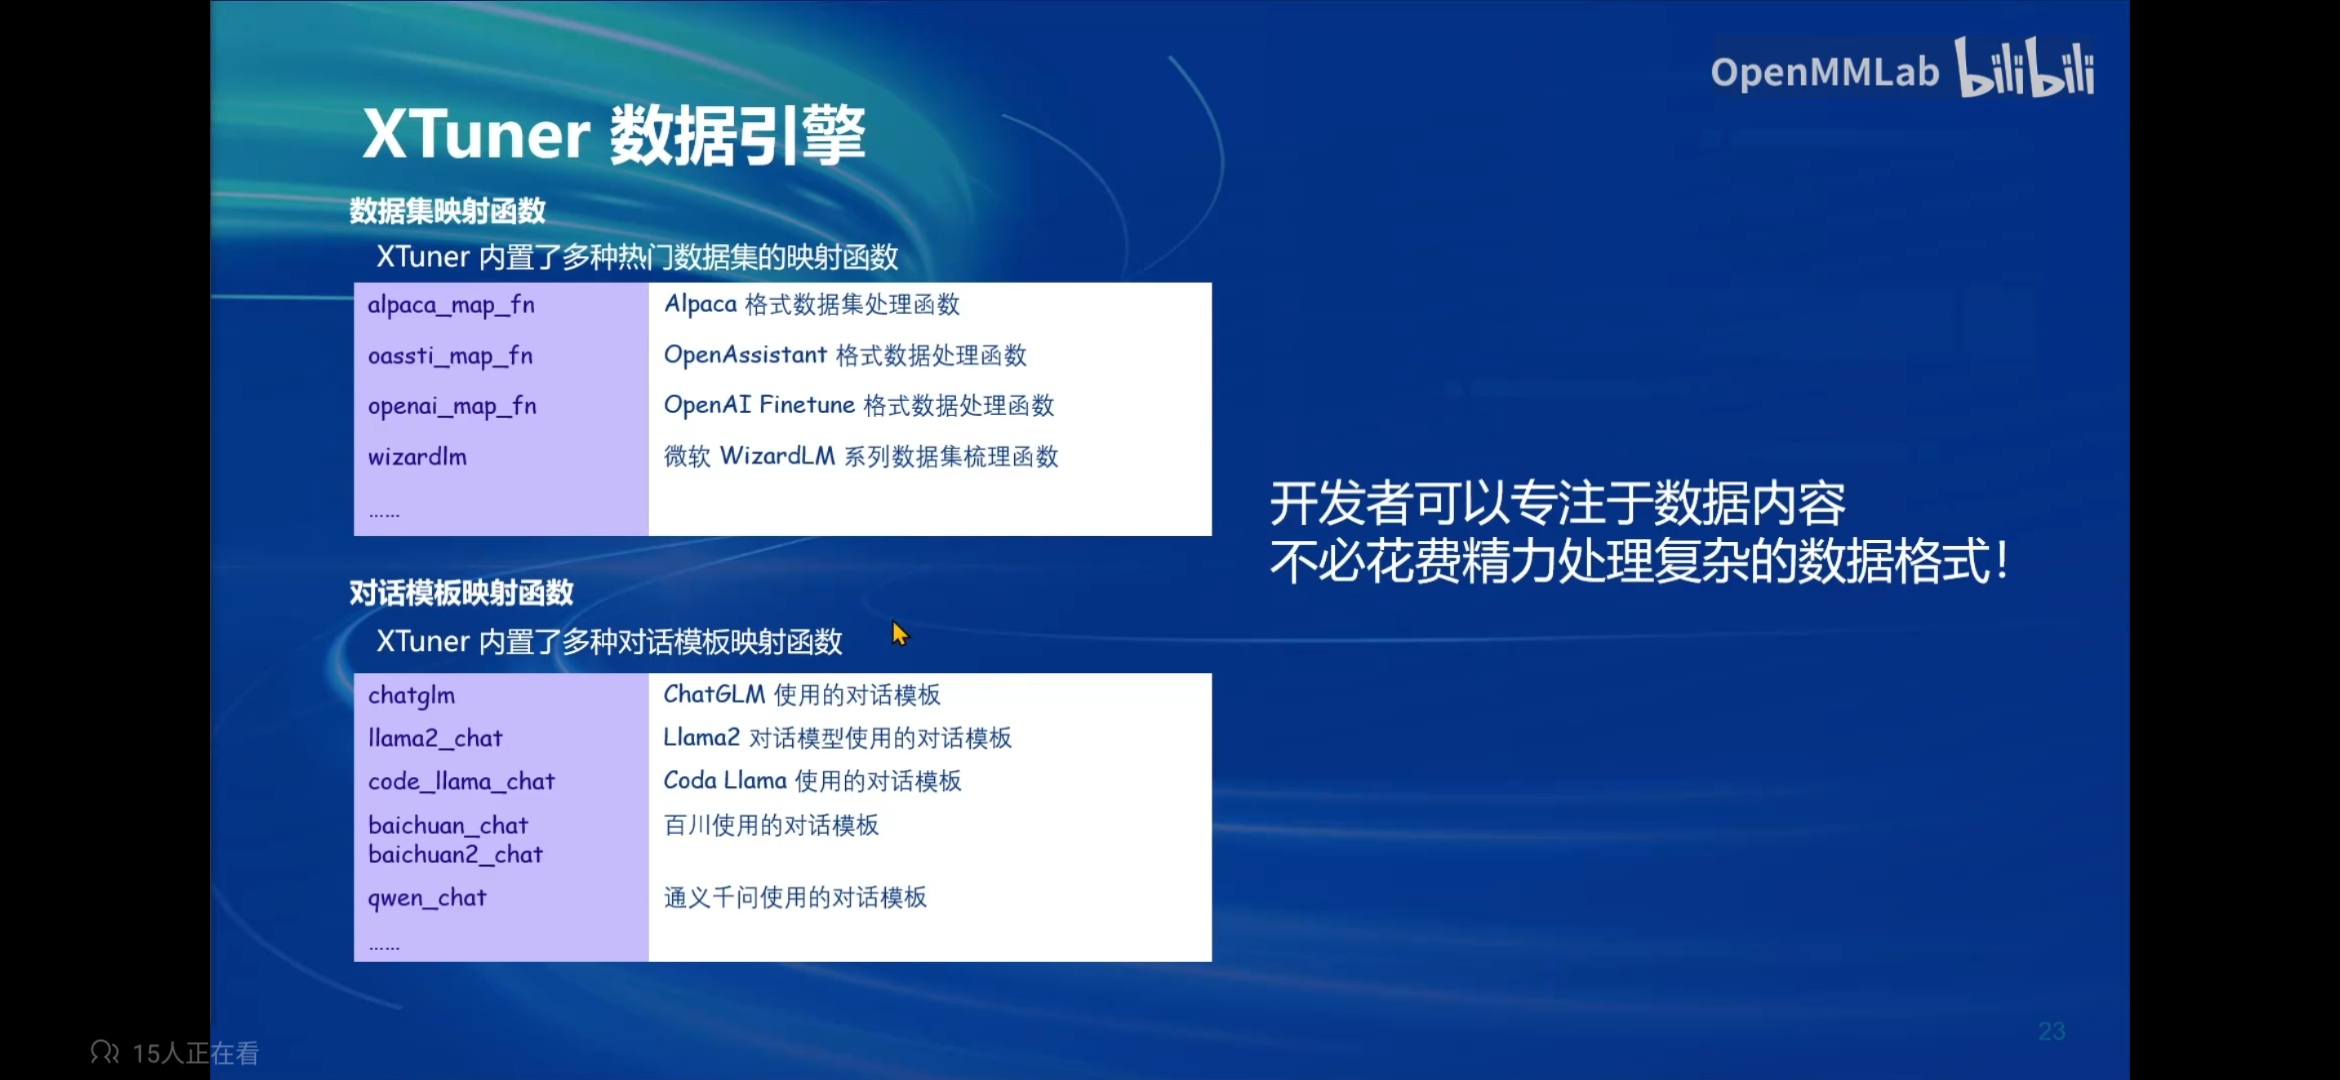 OpenMMLab bilibili
XTuner 数据引擎
数据集映射函数
XTuner 内置了多种热门数据集的映射函数
alpaca_map_fn Alpaca 格式数据集处理函数
oassti_map_fn OpenAssistant 格式数据处理函数
openai_map_fn OpenAI Finetune 格式数据处理函数
wizardlm 微软 WizardLM 系列数据集梳理函数
......
开发者可以专注于数据内容
不必花费精力处理复杂的数据格式！
对话模板映射函数
XTuner 内置了多种对话模板映射函数
chatglm ChatGLM 使用的对话模板
llama2_chat Llama2 对话模型使用的对话模板
code_llama_chat Coda Llama 使用的对话模板
baichuan_chat 百川使用的对话模板
baichuan2_chat
qwen_chat 通义千问使用的对话模板
......
23
15人正在看